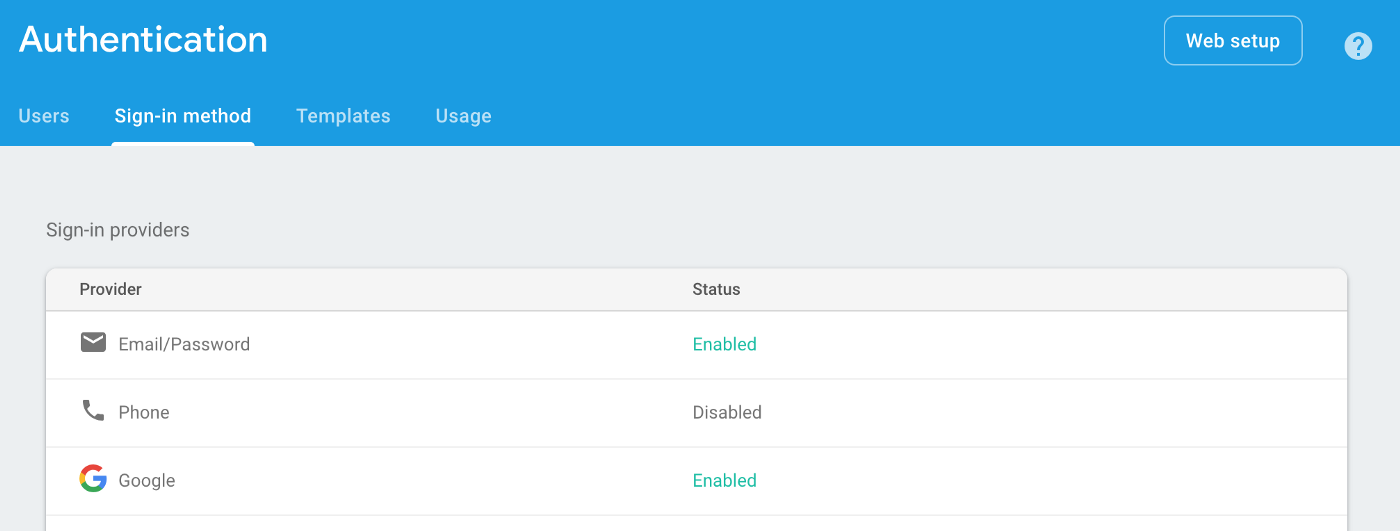 Authentication
Web setup
?
Users Sign-in method Templates Usage
Sign-in providers
Provider Status
Email/Password Enabled
Phone Disabled
Google Enabled